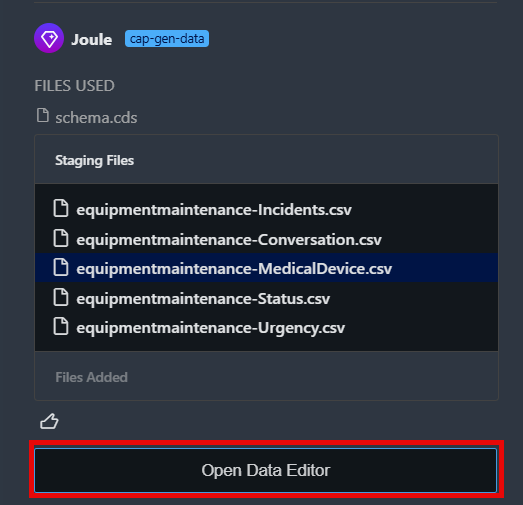 Joule cap-gen-data
FILES USED
schema.cds
Staging Files
equipmentmaintenance-Incidents.csv
equipmentmaintenance-Conversation.csv
equipmentmaintenance-MedicalDevice.csv
equipmentmaintenance-Status.csv
equipmentmaintenance-Urgency.csv
Files Added
Open Data Editor